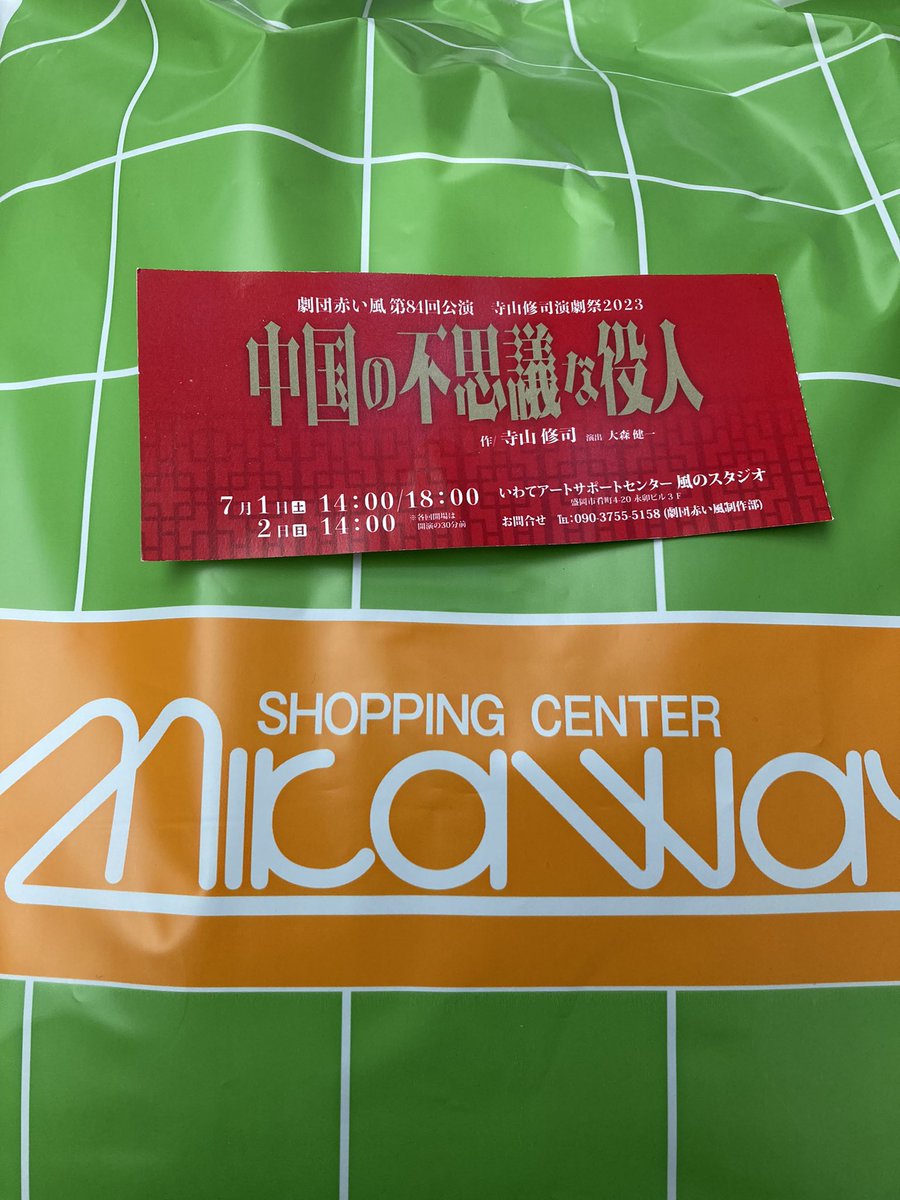 劇団赤い風 第84回公演 寺山修司演劇祭2023
中国の不思議な役人
作/寺山 修司 演出 大森 健一
7月1日(土) 14:00/18:00
2日(日) 14:00
※各回開場は
開演の30分前
いわてアートサポートセンター 風のスタジオ
盛岡市肴町4-20 永卯ビル3F
お問合せ ℡:090-3755-5158 (劇団赤い風制作部)
SHOPPING CENTER
mircaway